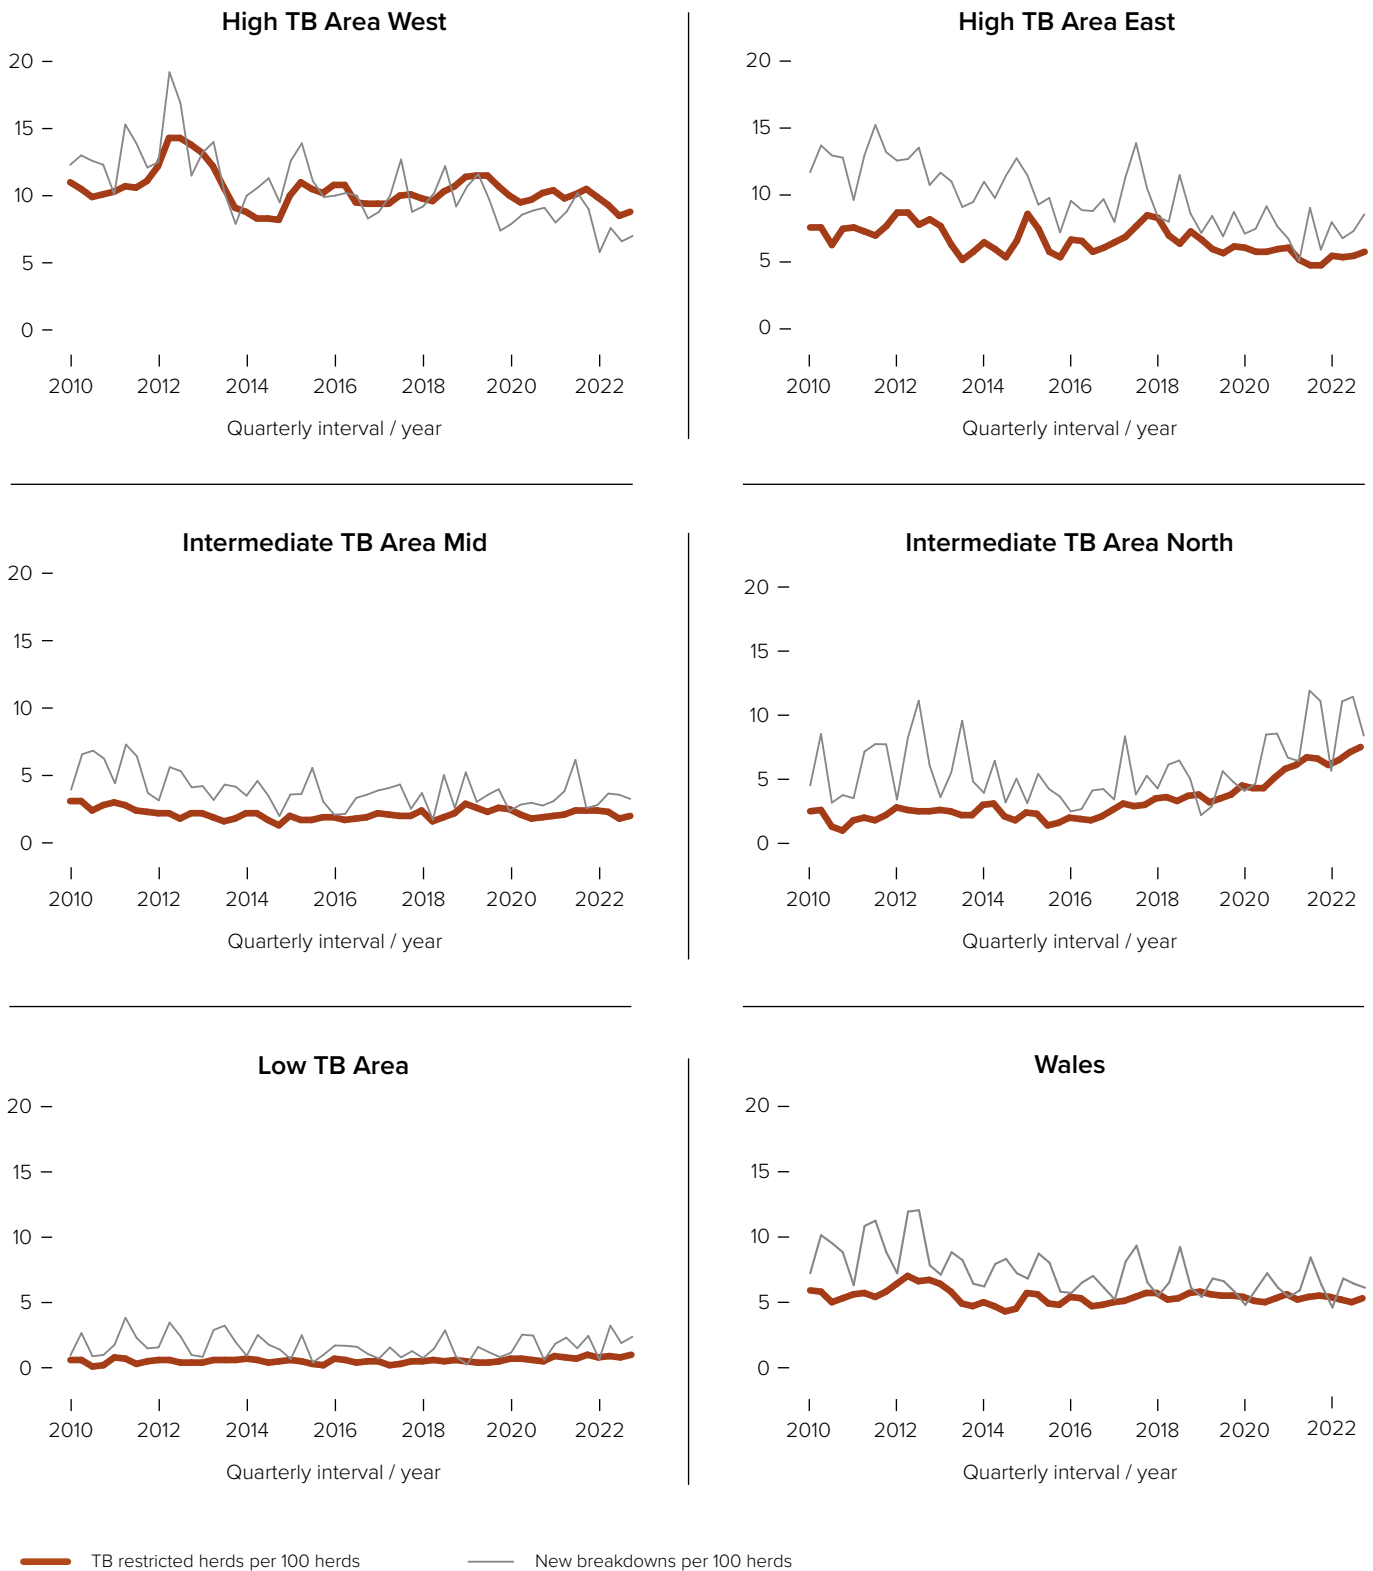 High TB Area West
20
15
10
5
0
2010 2012 2014 2016 2018 2020 2022
Quarterly interval / year
High TB Area East
20
15
10
5
0
2010 2012 2014 2016 2018 2020 2022
Quarterly interval / year
Intermediate TB Area Mid
20
15
10
5
0
2010 2012 2014 2016 2018 2020 2022
Quarterly interval / year
Intermediate TB Area North
20
15
10
5
0
2010 2012 2014 2016 2018 2020 2022
Quarterly interval / year
Low TB Area
20
15
10
5
0
2010 2012 2014 2016 2018 2020 2022
Quarterly interval / year
Wales
20
15
10
5
0
2010 2012 2014 2016 2018 2020 2022
Quarterly interval / year
TB restricted herds per 100 herds
New breakdowns per 100 herds